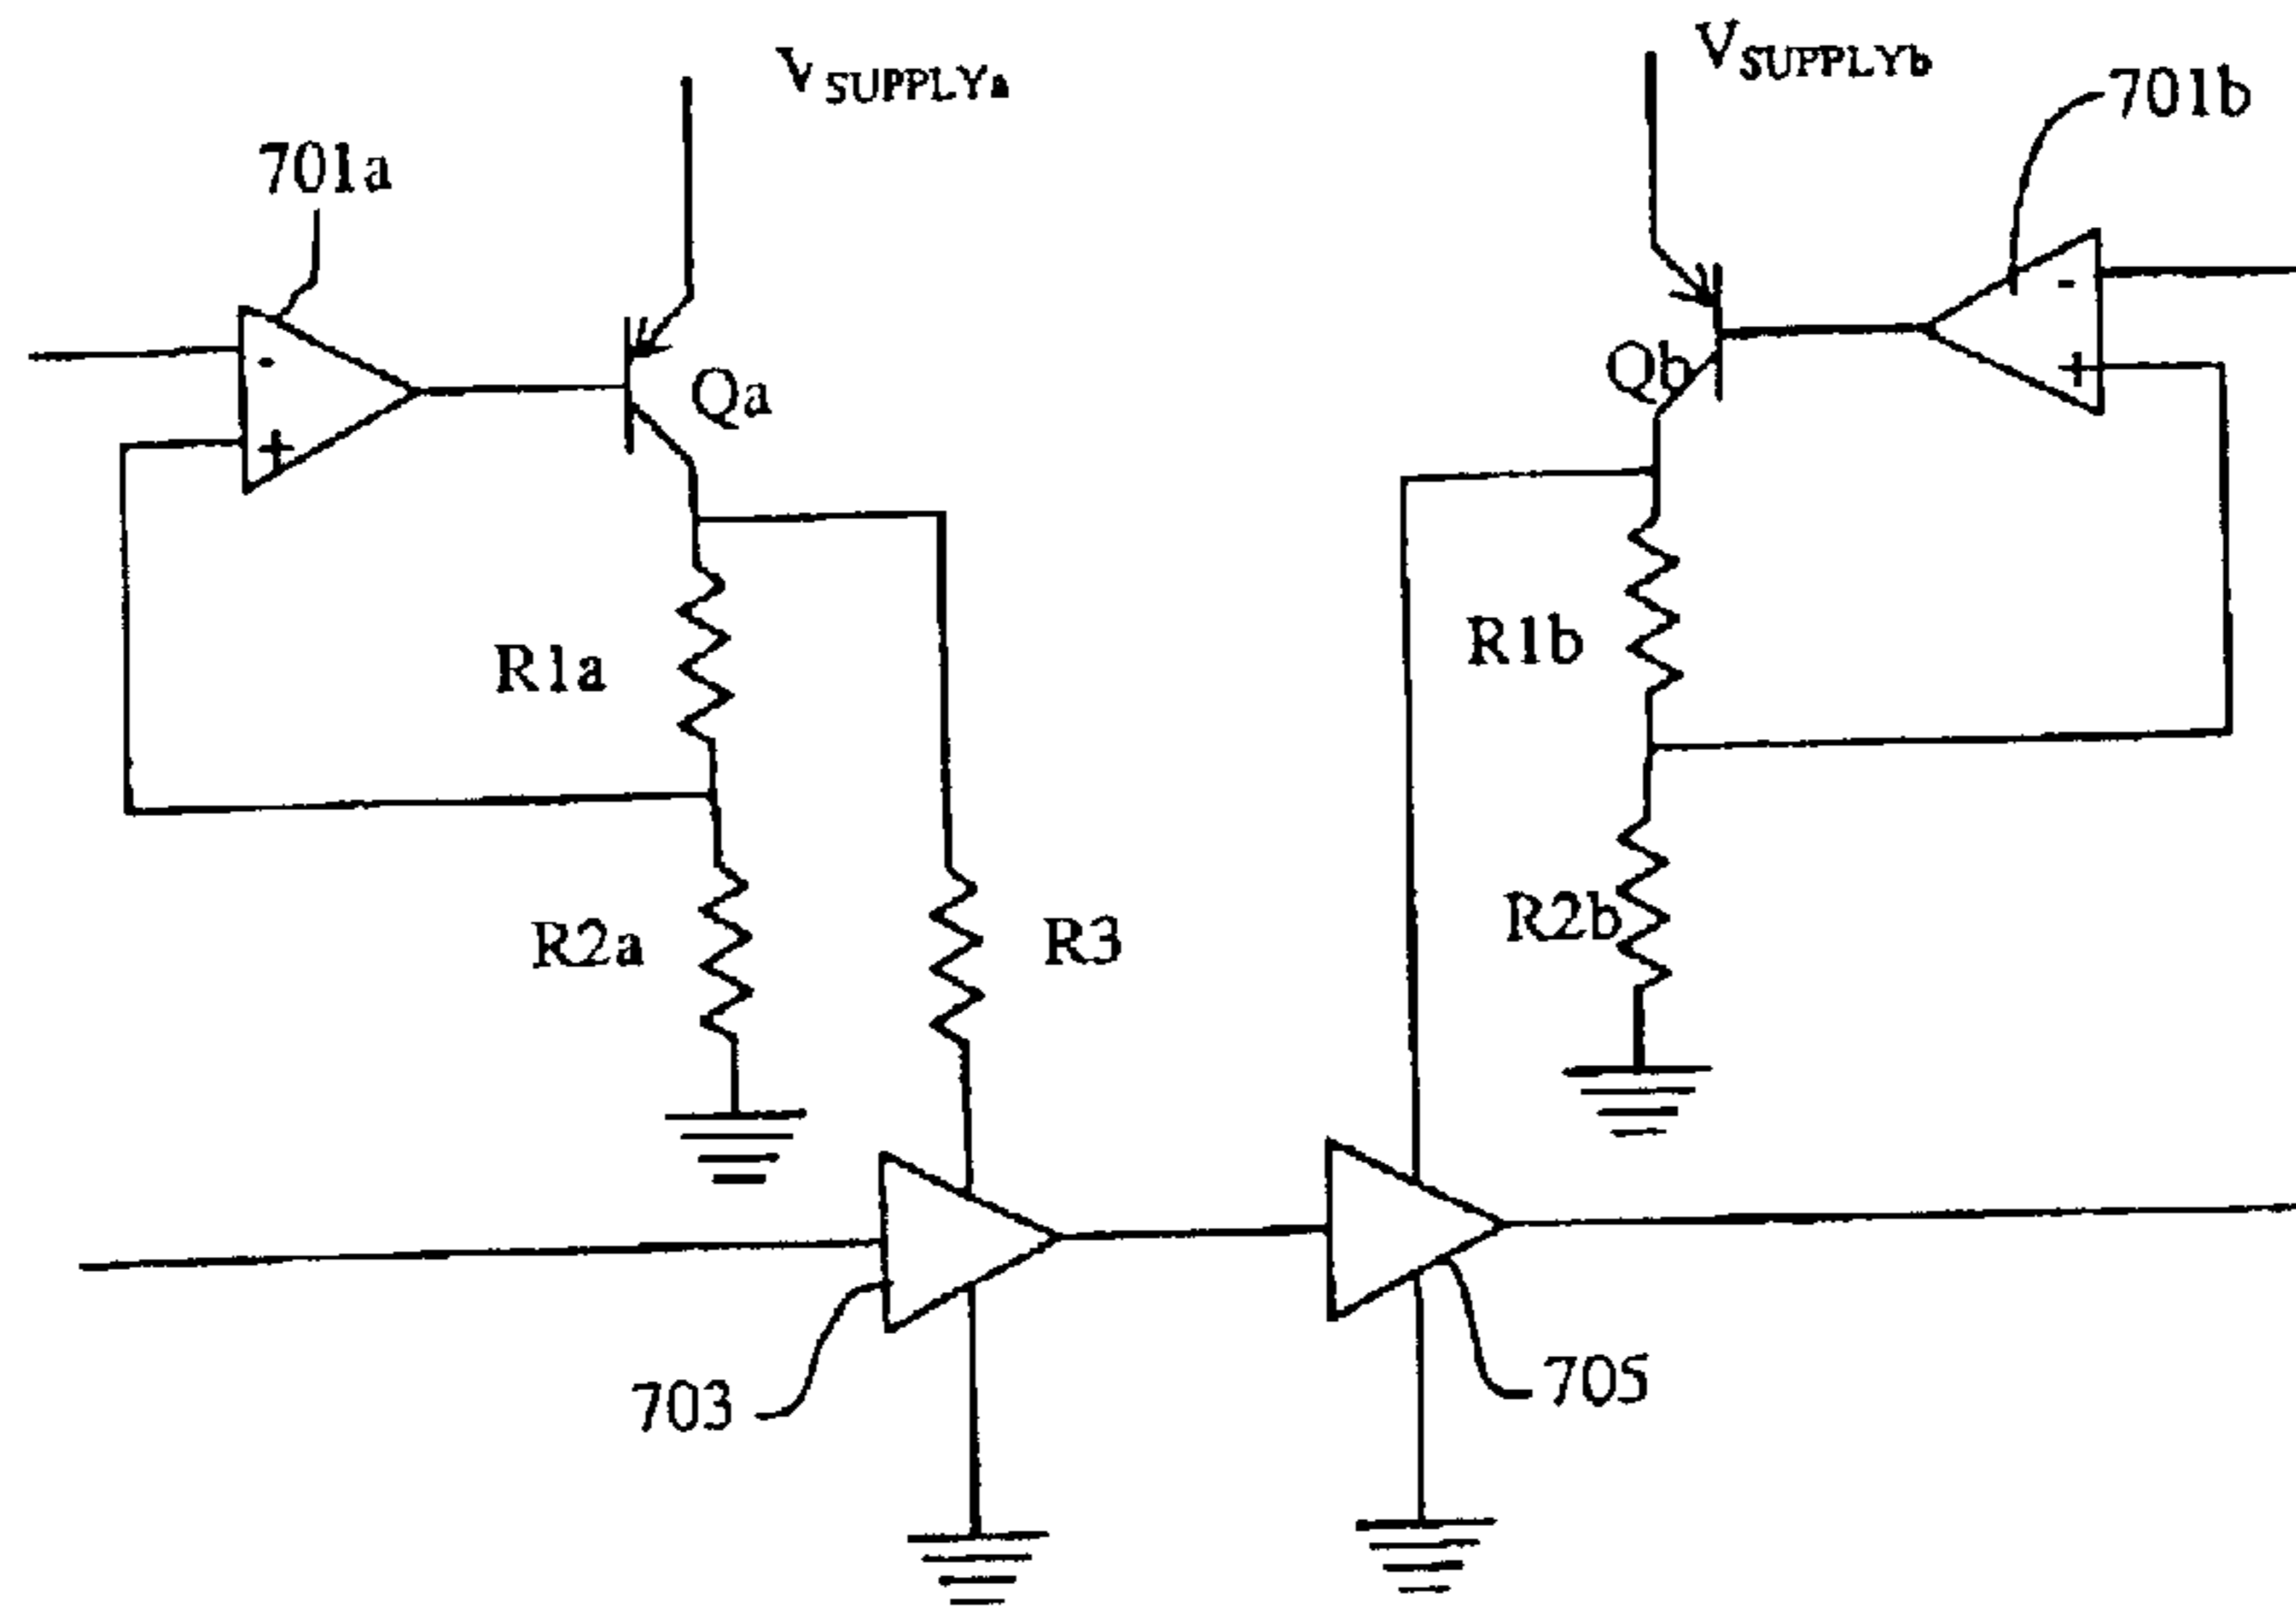 VSUPPLYa
VSUPPLYb
701a
701b
-
+
Qa
Qb
-
+
R1a
R1b
R2a
R3
R2b
703
705